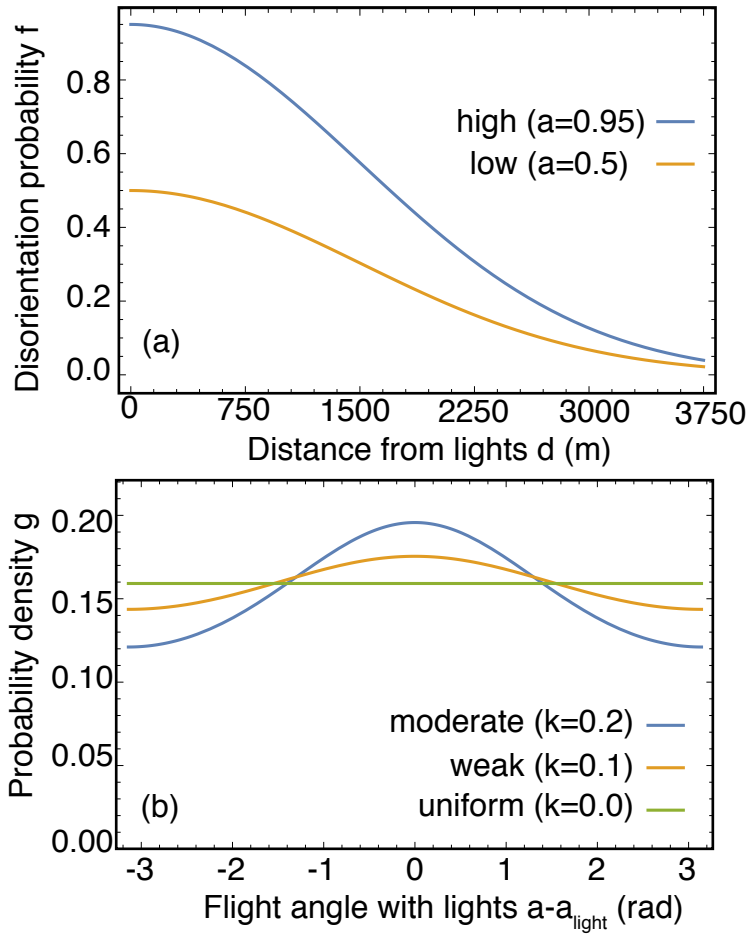 Disorientation probability f
0.8
0.6
0.4
0.2
0.0
high (a=0.95)
low (a=0.5)
(a)
0 750 1500 2250 3000 3750
Distance from lights d (m)
Probability density g
0.20
0.15
0.10
0.05
0.00
moderate (k=0.2)
weak (k=0.1)
uniform (k=0.0)
(b)
-3 -2 -1 0 1 2 3
Flight angle with lights a-a_light (rad)